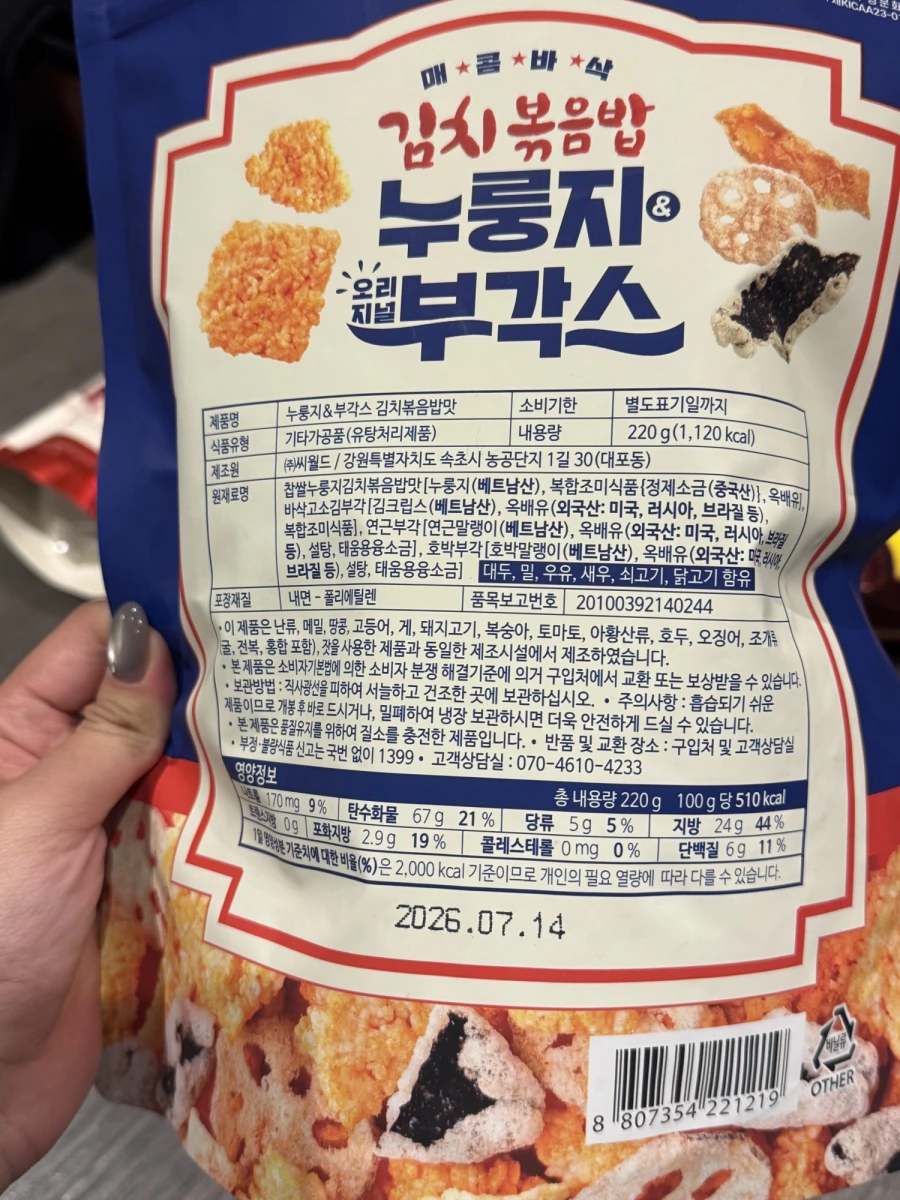 KICAA23-0
매★콤★바★삭
김치볶음밥
누룽지&
오리지널 부각스
제품명 누룽지&부각스 김치볶음밥맛 소비기한 별도표기일까지
식품유형 기타가공품(유탕처리제품) 내용량 220 g(1,120 kcal)
제조원 ㈜씨월드 / 강원특별자치도 속초시 농공단지 1길 30(대포동)
원재료명 찹쌀누룽지김치볶음밥맛[누룽지(베트남산), 복합조미식품{정제소금(중국산)}, 옥배유],
바삭고소김부각[김크립스(베트남산), 옥배유(외국산: 미국, 러시아, 브라질 등),
복합조미식품], 연근부각[연근말랭이(베트남산), 옥배유(외국산: 미국, 러시아, 브라질
등), 설탕, 태움용융소금], 호박부각[호박말랭이(베트남산), 옥배유(외국산: 미국, 러시아,
브라질 등), 설탕, 태움용융소금] 대두, 밀, 우유, 새우, 쇠고기, 닭고기 함유
포장재질 내면 - 폴리에틸렌 품목보고번호 20100392140244
• 이 제품은 난류, 메밀, 땅콩, 고등어, 게, 돼지고기, 복숭아, 토마토, 아황산류, 호두, 오징어, 조개류
(굴, 전복, 홍합 포함), 잣을 사용한 제품과 동일한 제조시설에서 제조하였습니다.
• 본 제품은 소비자기본법에 의한 소비자 분쟁 해결기준에 의거 구입처에서 교환 또는 보상받을 수 있습니다.
• 보관방법 : 직사광선을 피하여 서늘하고 건조한 곳에 보관하십시오. • 주의사항 : 흡습되기 쉬운
제품이므로 개봉 후 바로 드시거나, 밀폐하여 냉장 보관하시면 더욱 안전하게 드실 수 있습니다.
• 본 제품은 품질유지를 위하여 질소를 충전한 제품입니다. • 반품 및 교환 장소 : 구입처 및 고객상담실
• 부정·불량식품 신고는 국번 없이 1399 • 고객상담실 : 070-4610-4233
영양정보 총 내용량 220 g 100 g 당 510 kcal
나트륨 170 mg 9 % 탄수화물 67 g 21 % 당류 5 g 5 % 지방 24 g 44 %
트랜스지방 0 g 포화지방 2.9 g 19 % 콜레스테롤 0 mg 0 % 단백질 6 g 11 %
1일 영양성분 기준치에 대한 비율(%)은 2,000 kcal 기준이므로 개인의 필요 열량에 따라 다를 수 있습니다.
2026.07.14
비닐류
OTHER
8 807354 221219